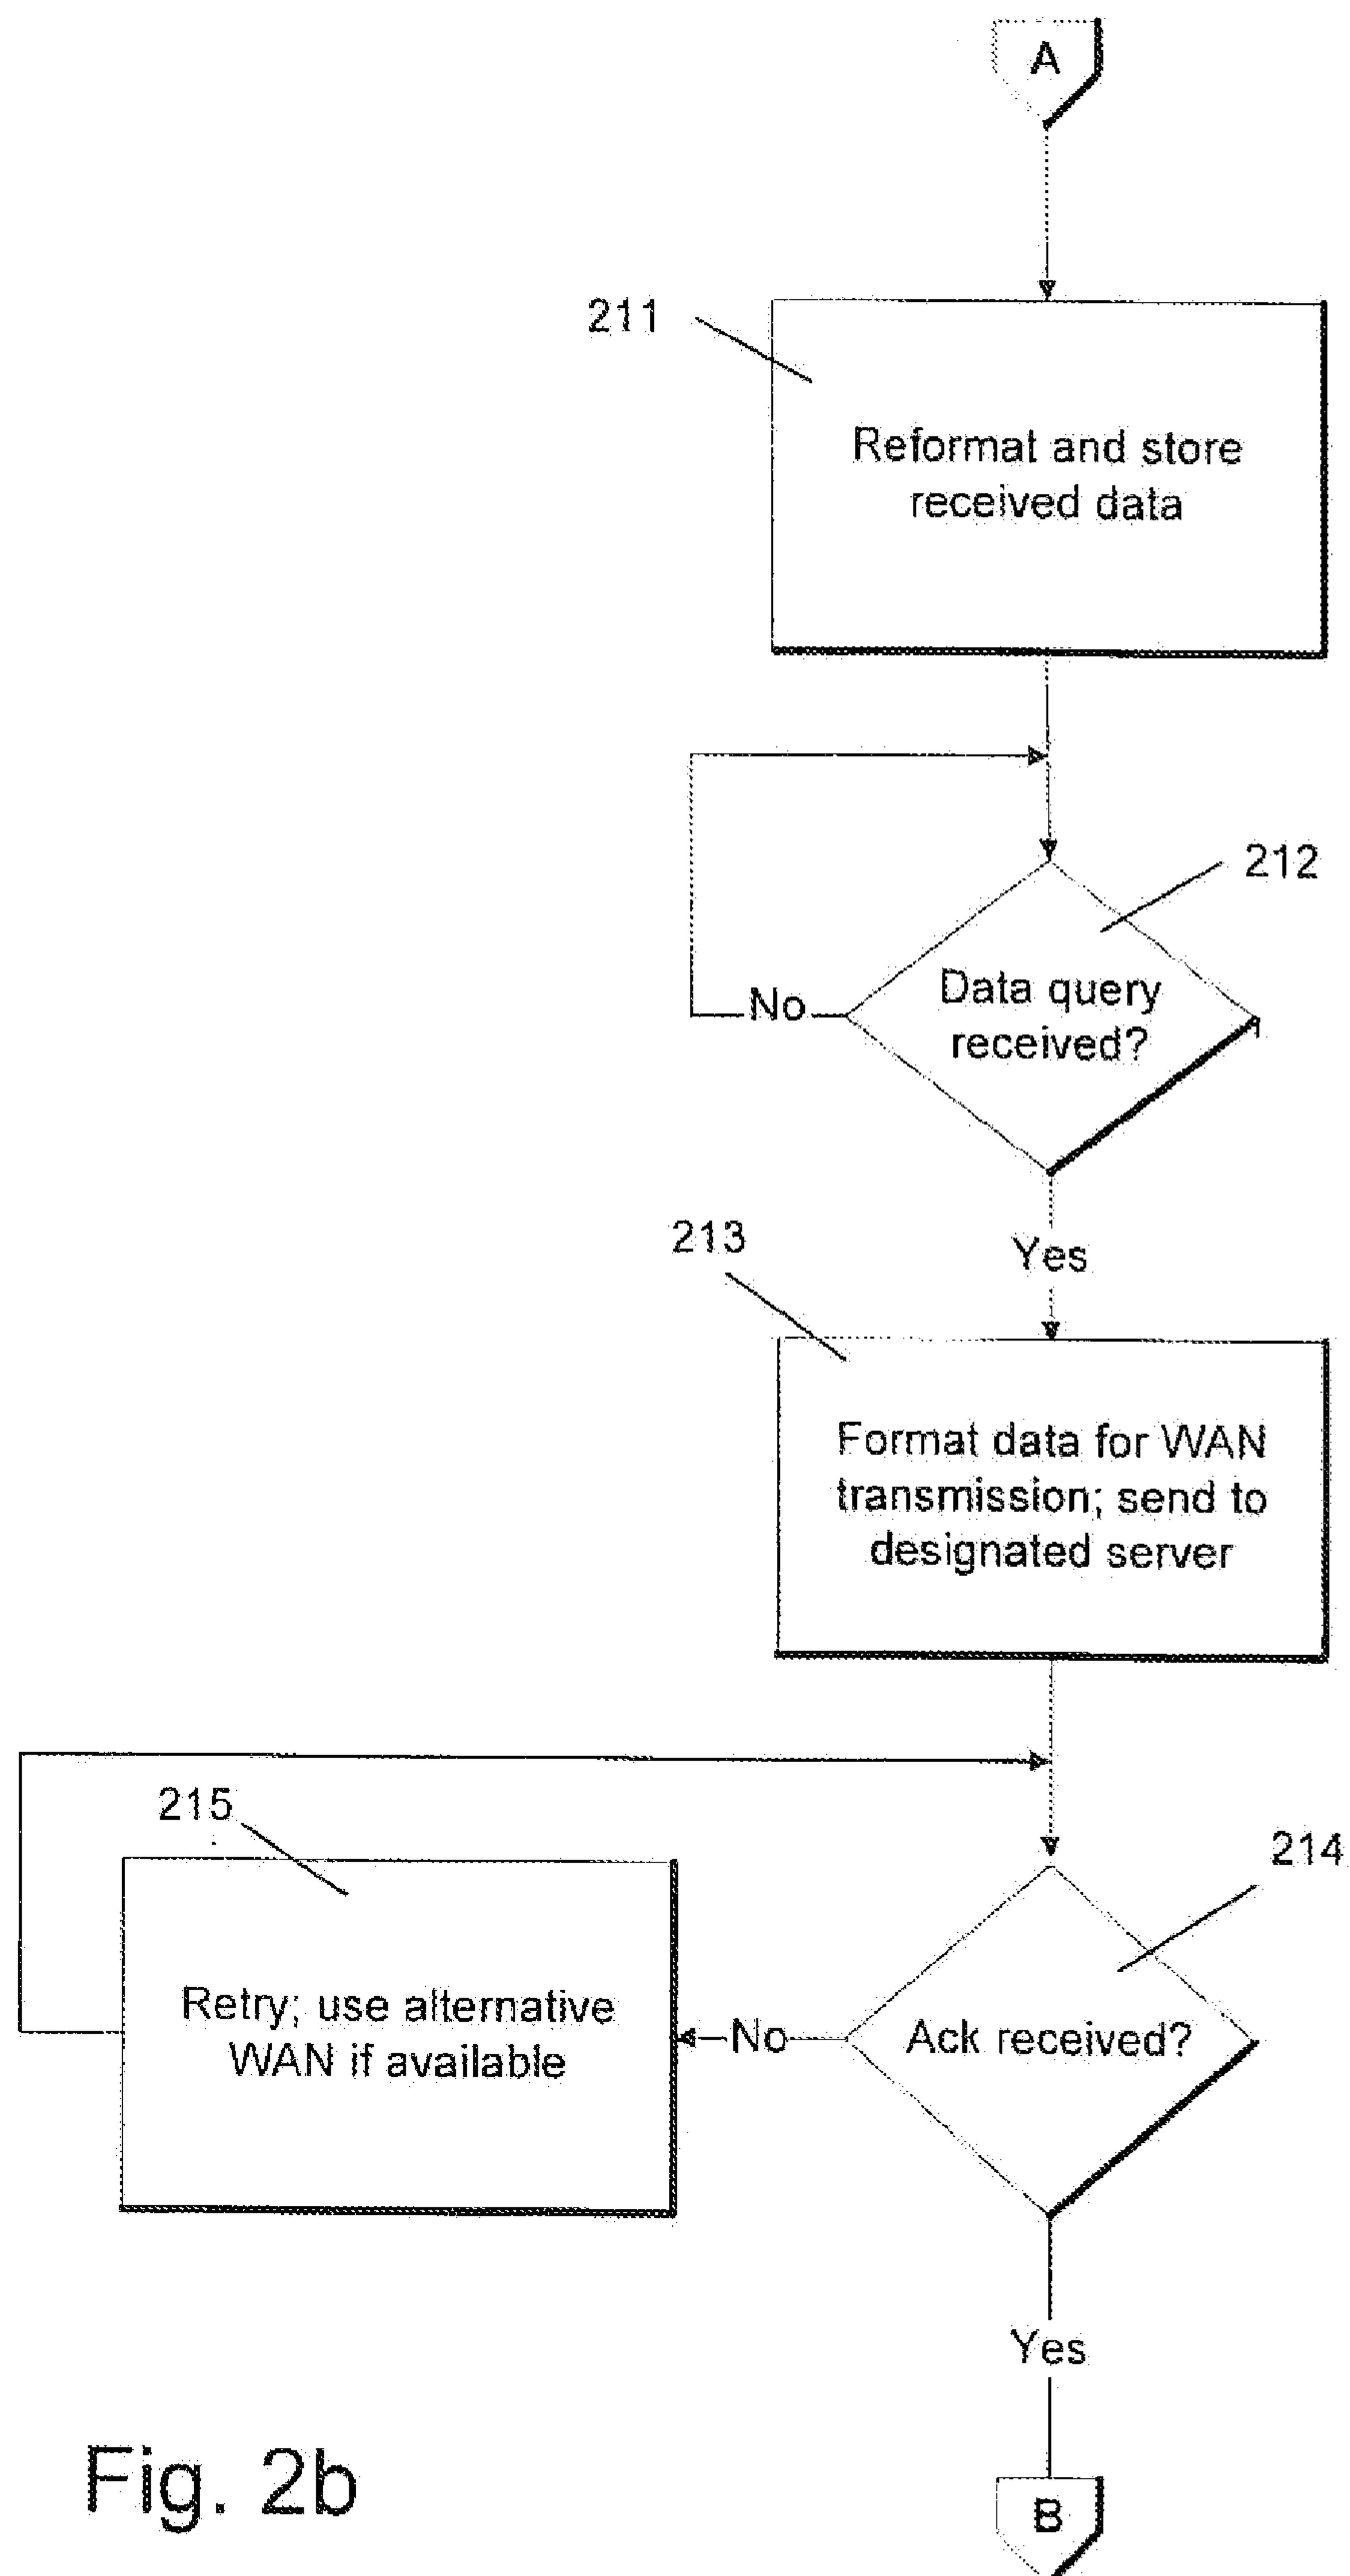 A
211
Reformat and store
received data
212
Data query
received?
No
Yes
213
Format data for WAN
transmission; send to
designated server
215
214
Retry; use alternative
WAN if available
No
Ack received?
Yes
Fig. 2b
B